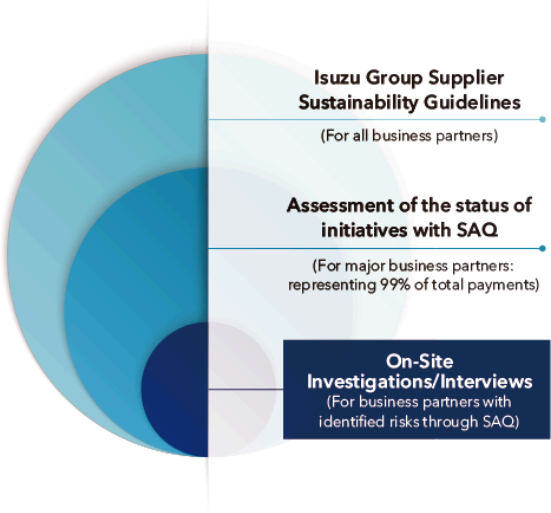 Isuzu Group Supplier
Sustainability Guidelines
(For all business partners)
Assessment of the status of
initiatives with SAQ
(For major business partners:
representing 99% of total payments)
On-Site
Investigations/Interviews
(For business partners with
identified risks through SAQ)